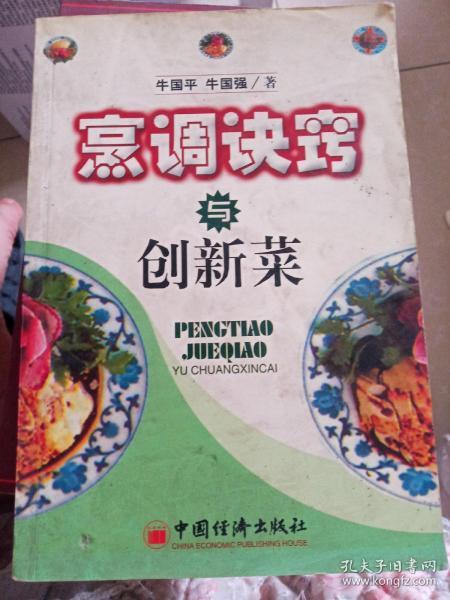 牛国平 牛国强/著
烹调诀窍
与
创新菜
PENGTIAO
JUEQIAO
YU CHUANGXINCAI
中国经济出版社
CHINA ECONOMIC PUBLISHING HOUSE
孔夫子旧书网
www.kongfz.com